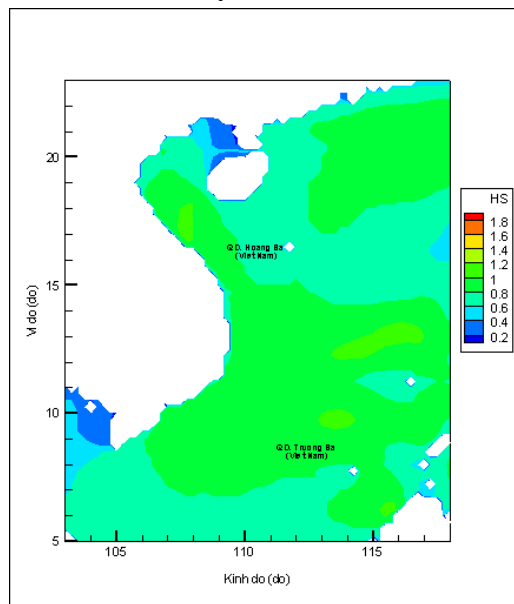 20
15
10
5
105
110
115
Vi do (do)
Kinh do (do)
Q.D. Hoang Sa
(Viet Nam)
Q.D. Truong Sa
(Viet Nam)
HS
1.8
1.6
1.4
1.2
1
0.8
0.6
0.4
0.2